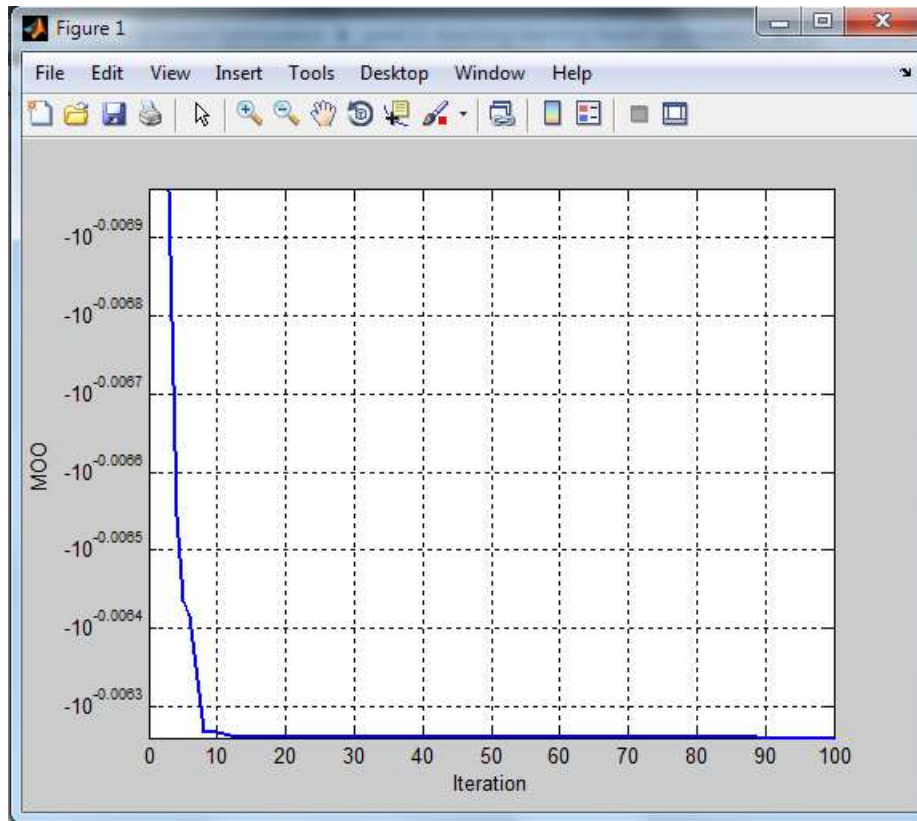 Figure 1
File Edit View Insert Tools Desktop Window Help
-10^-0.0069
-10^-0.0068
-10^-0.0067
-10^-0.0066
-10^-0.0065
-10^-0.0064
-10^-0.0063
MOO
0 10 20 30 40 50 60 70 80 90 100
Iteration